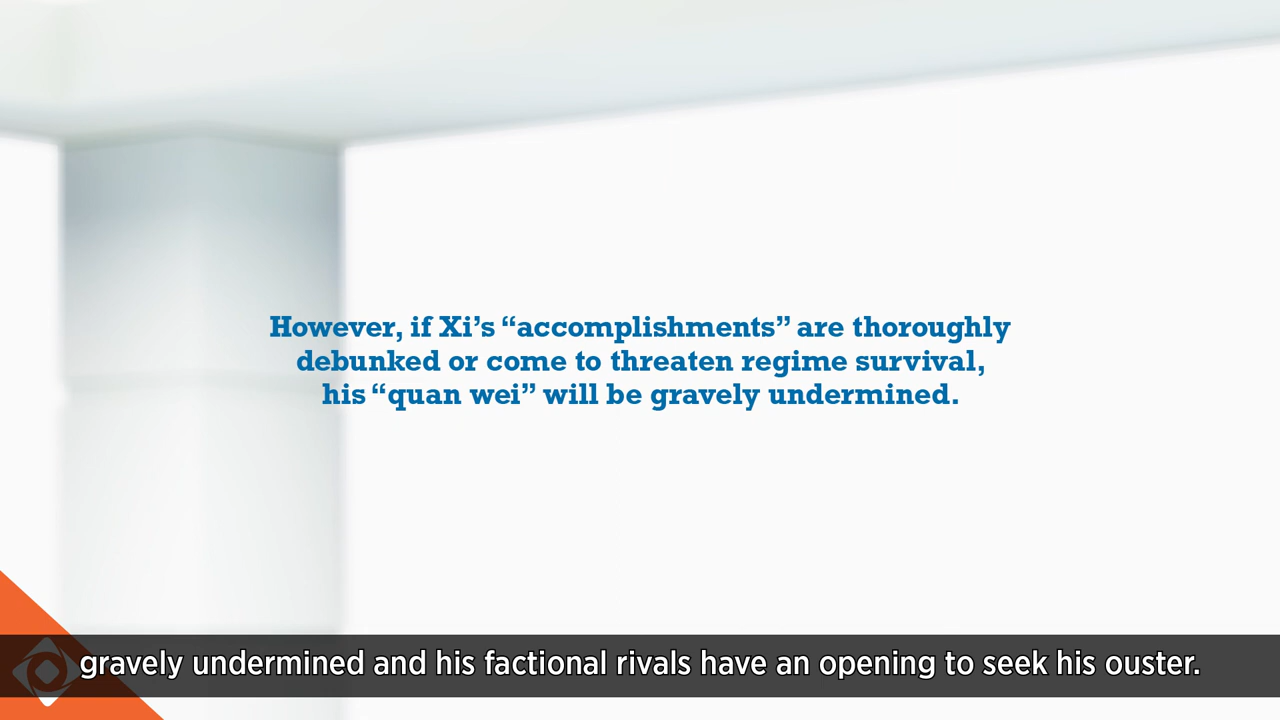 However, if Xi’s “accomplishments” are thoroughly
debunked or come to threaten regime survival,
his “quan wei” will be gravely undermined.
gravely undermined and his factional rivals have an opening to seek his ouster.